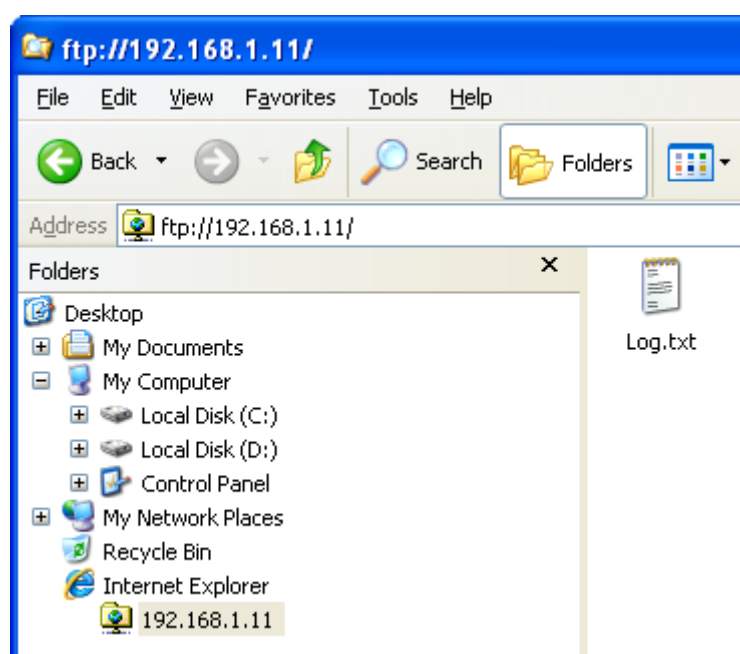 ftp://192.168.1.11/
File Edit View Favorites Tools Help
Back Search Folders
Address ftp://192.168.1.11/
Folders
Desktop
My Documents
My Computer
Local Disk (C:)
Local Disk (D:)
Control Panel
My Network Places
Recycle Bin
Internet Explorer
192.168.1.11
Log.txt